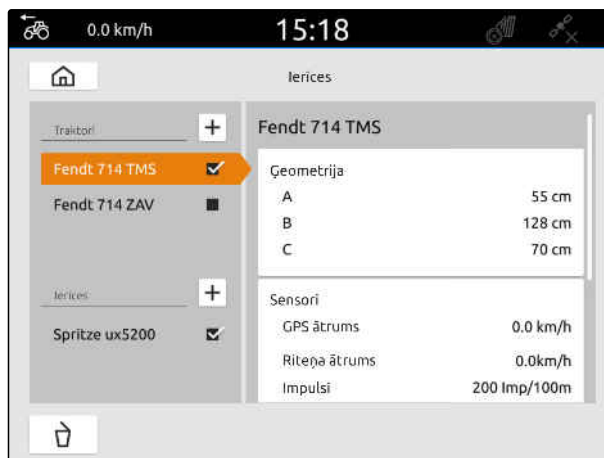 0.0 km/h
15:18
Ierīces
Traktori
Fendt 714 TMS
Fendt 714 ZAV
Ierīces
Spritze ux5200
Fendt 714 TMS
Ģeometrija
A 55 cm
B 128 cm
C 70 cm
Sensori
GPS ātrums 0.0 km/h
Riteņa ātrums 0.0km/h
Impulsi 200 Imp/100m